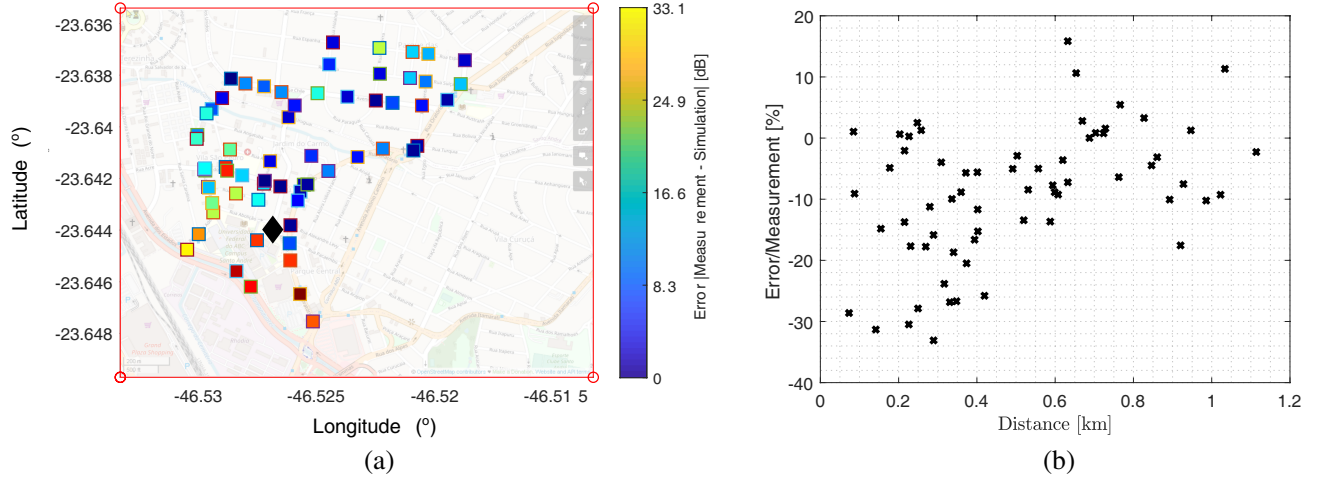 -23.636
-23.638
-23.64
-23.642
-23.644
-23.646
-23.648
Latitude (º)
-46.53 -46.525 -46.52 -46.51 5
Longitude (º)
33. 1
24. 9
16. 6
8.3
0
Erro r |Measu rement - Simulation| [dB]
(a)
20
10
0
-10
-20
-30
-40
Error/Measurement [%]
0 0.2 0.4 0.6 0.8 1 1.2
Distance [km]
(b)